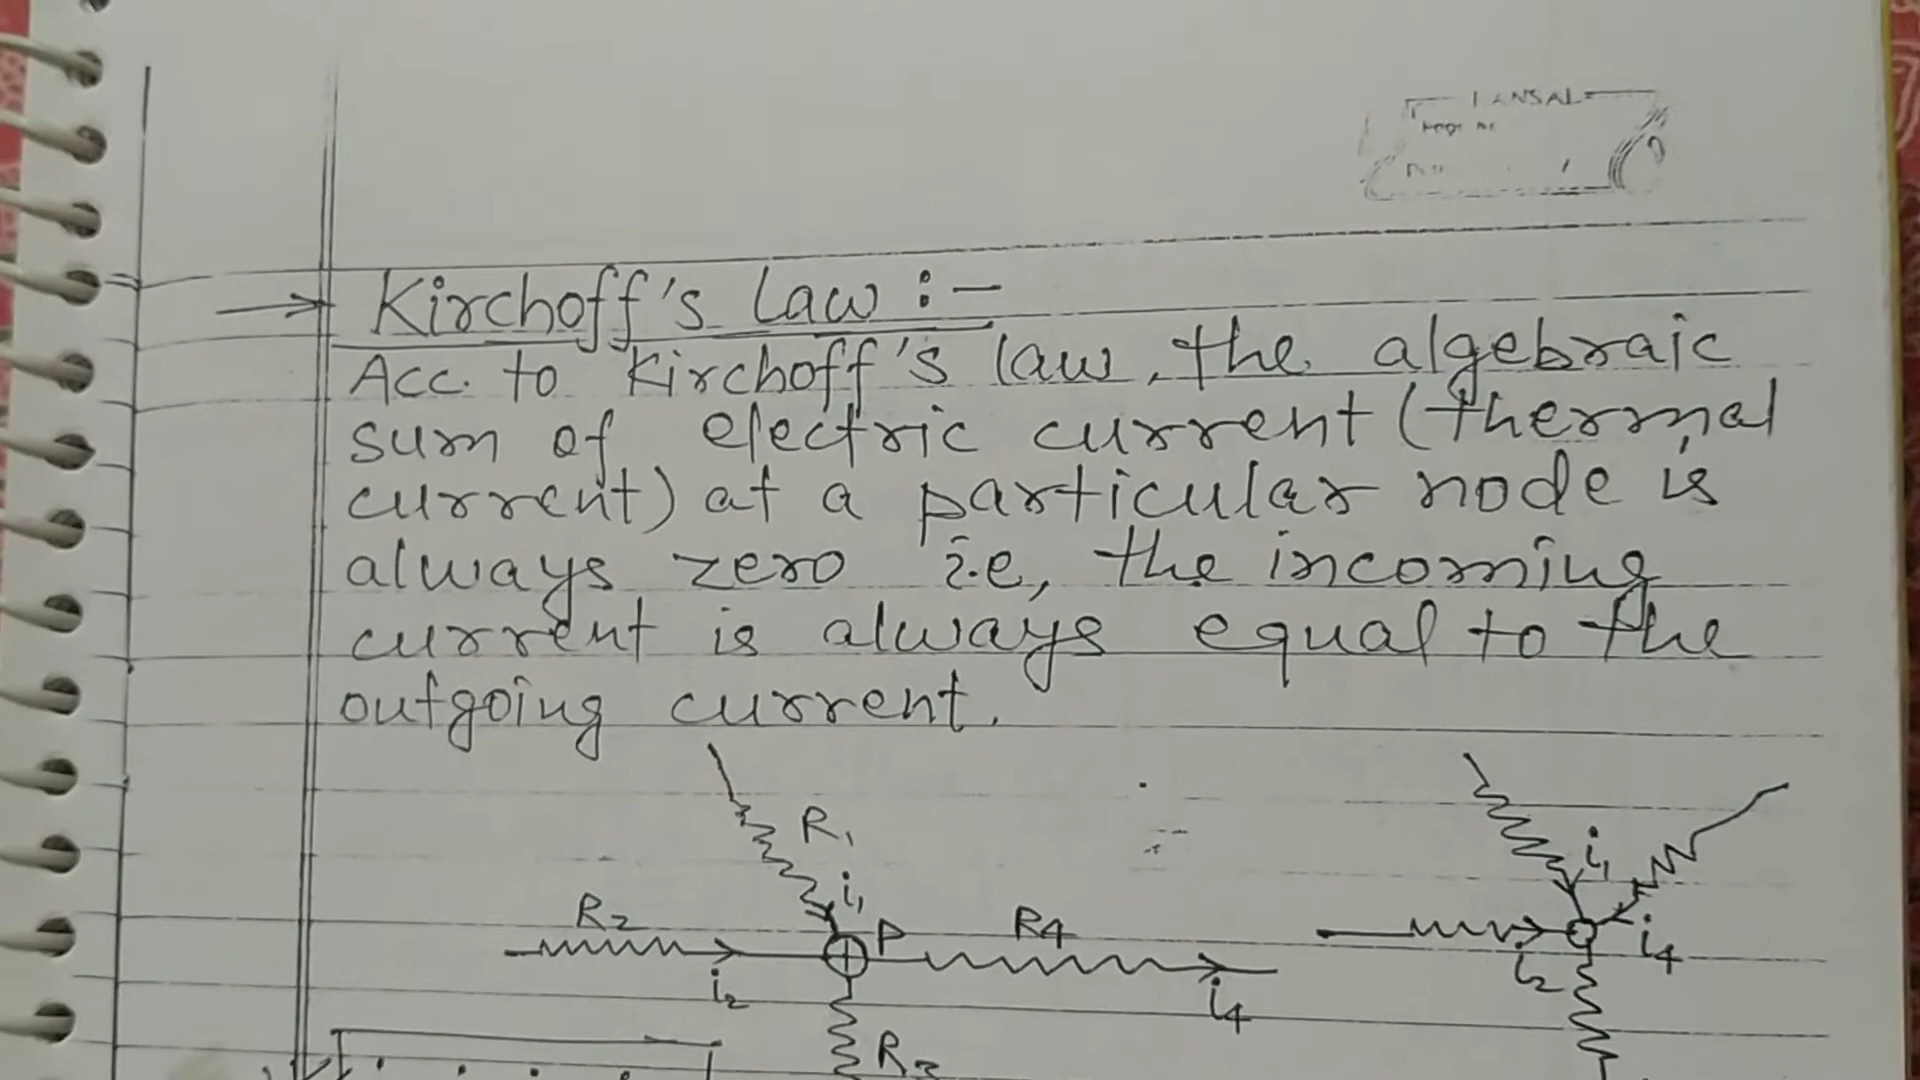 LANSAL
Kirchoff's Law :-
Acc. to Kirchoff's law, the algebraic
sum of electric current (thermal
current) at a particular node is
always zero i.e, the incoming
current is always equal to the
outgoing current.
R₁
i₁
R₂
P
R₄
i₂
i₄
R₃
i₁
i₄
i₂